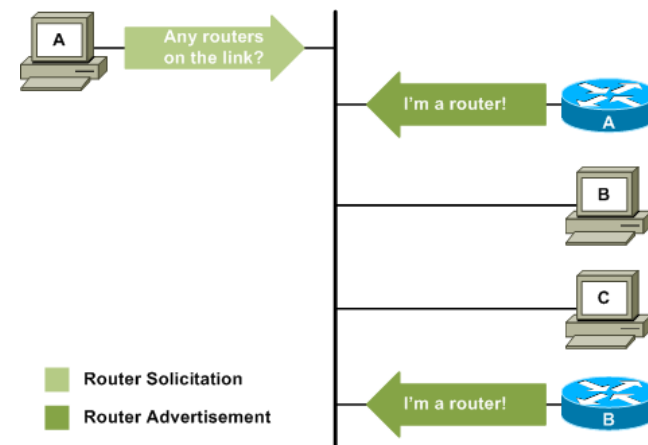 A
Any routers
on the link?
I'm a router!
A
B
C
Router Solicitation
Router Advertisement
I'm a router!
B